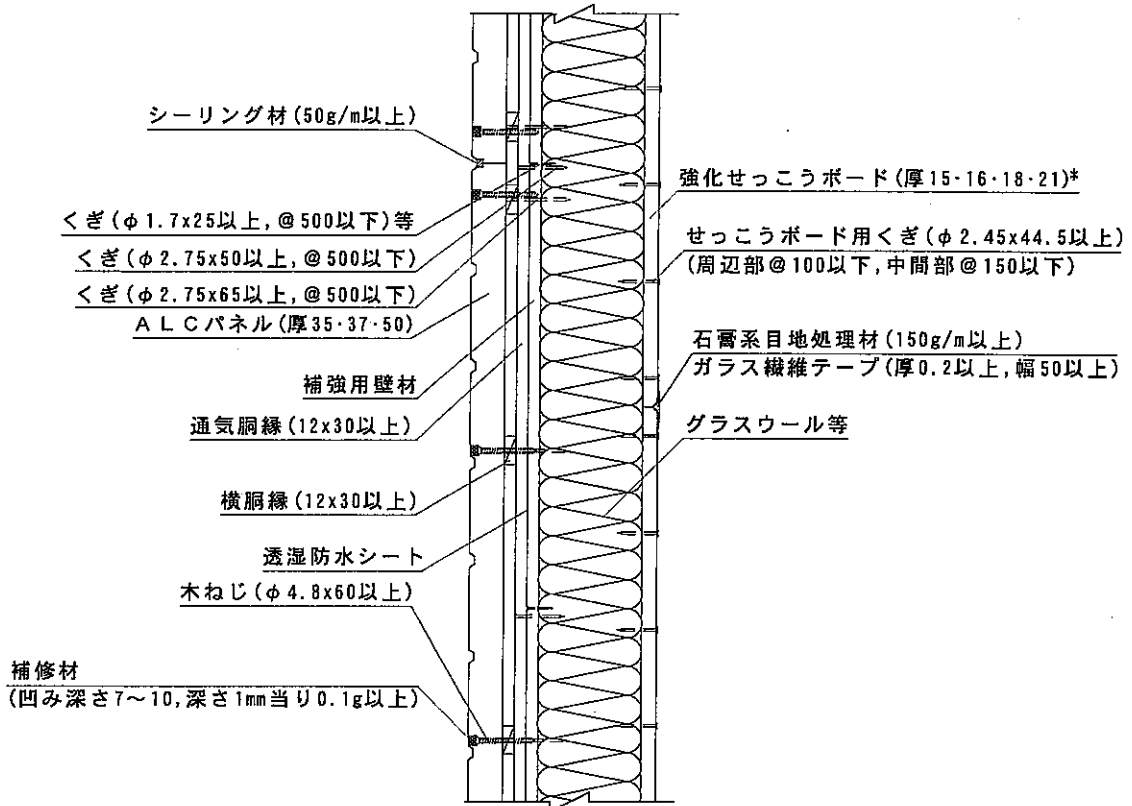 シーリング材(50g/m以上)
くぎ(φ1.7x25以上,@500以下)等
くぎ(φ2.75x50以上,@500以下)
くぎ(φ2.75x65以上,@500以下)
ALCパネル(厚35・37・50)
補強用壁材
通気胴縁(12x30以上)
横胴縁(12x30以上)
透湿防水シート
木ねじ(φ4.8x60以上)
補修材
(凹み深さ7〜10,深さ1mm当り0.1g以上)
強化せっこうボード(厚15・16・18・21)*
せっこうボード用くぎ(φ2.45x44.5以上)
(周辺部@100以下,中間部@150以下)
石膏系目地処理材(150g/m以上)
ガラス繊維テープ(厚0.2以上,幅50以上)
グラスウール等